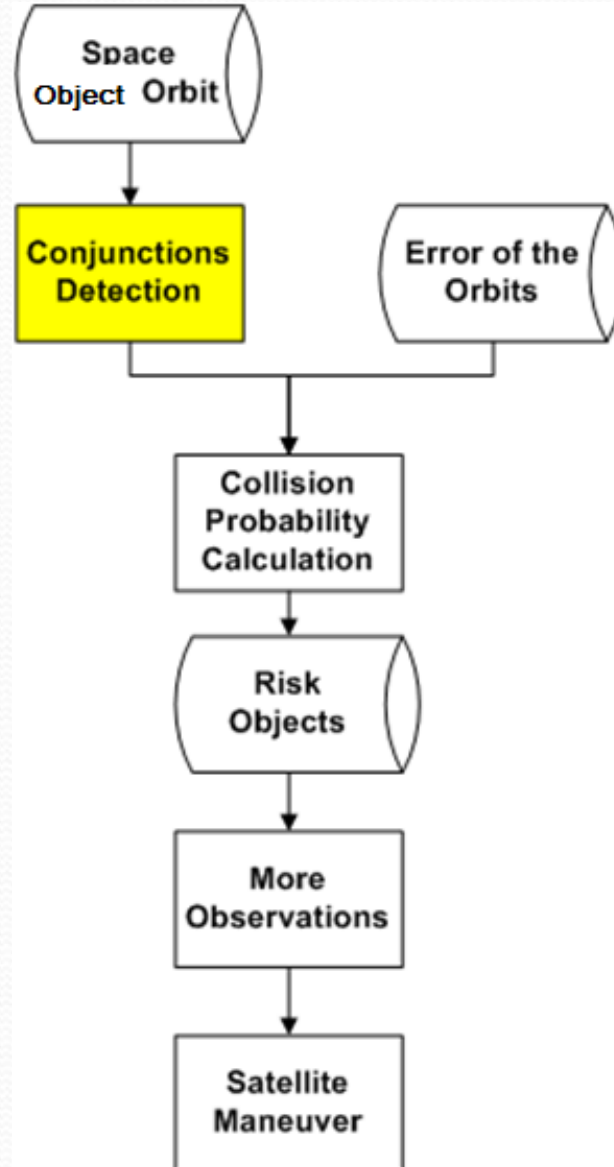 Space
Object Orbit
Conjunctions
Detection
Error of the
Orbits
Collision
Probability
Calculation
Risk
Objects
More
Observations
Satellite
Maneuver